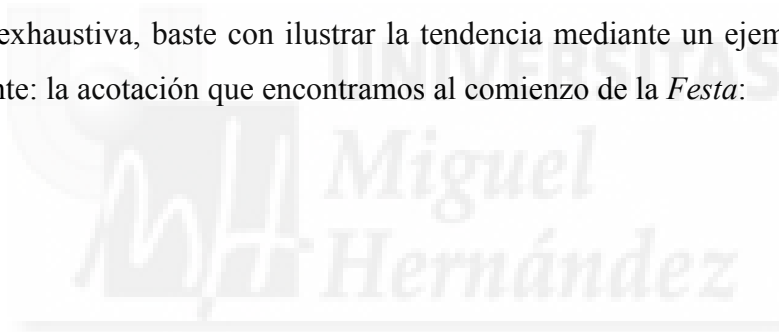 exhaustiva, baste con ilustrar la tendencia mediante un ejem
nte: la acotación que encontramos al comienzo de la Festa:
UNIVERSITAS
Miguel
Hernández